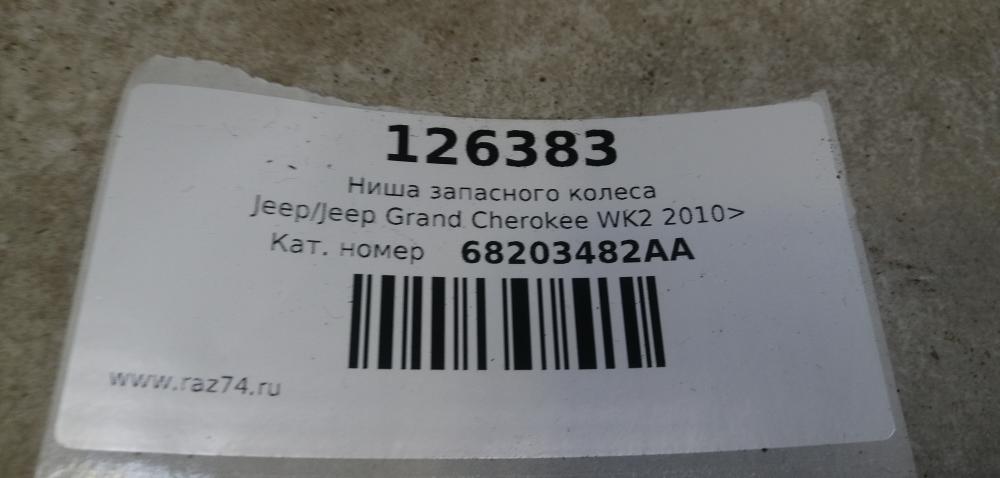 126383
Ниша запасного колеса
Jeep/Jeep Grand Cherokee WK2 2010>
Кат. номер 68203482AA
www.raz74.ru